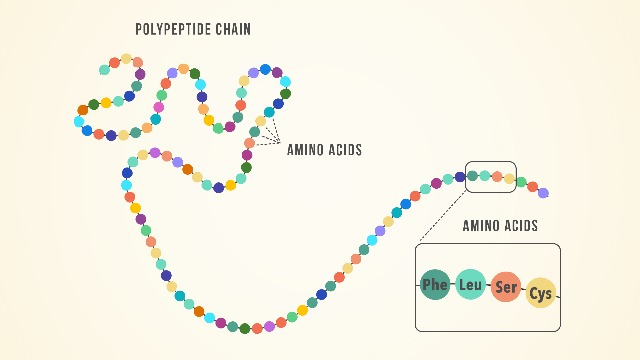 POLYPEPTIDE CHAIN
AMINO ACIDS
AMINO ACIDS
Phe Leu Ser Cys